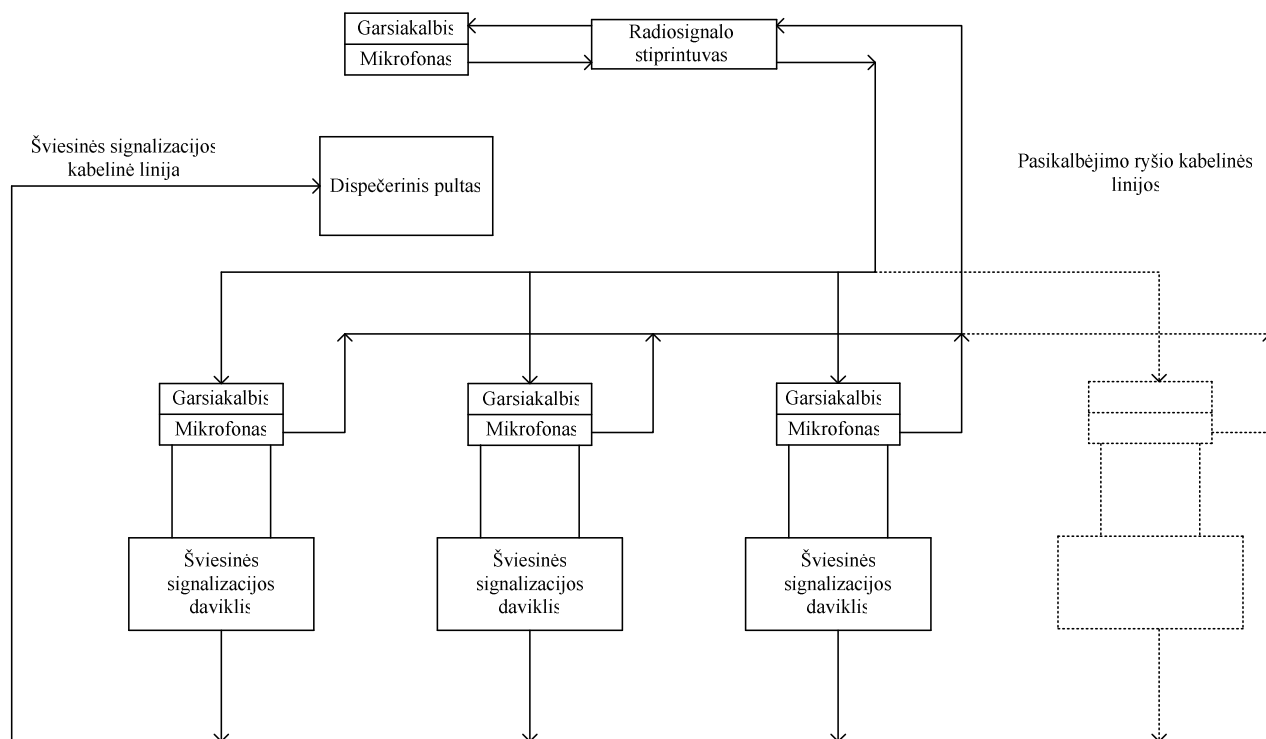 Garsiakalbis
Mikrofonas
Radiosignalo
stiprintuvas
Šviesinės signalizacijos
kabelinė linija
Dispečerinis pultas
Pasikalbėjimo ryšio kabelinės
linijos
Garsiakalbis
Mikrofonas
Garsiakalbis
Mikrofonas
Garsiakalbis
Mikrofonas
Šviesinės
signalizacijos
daviklis
Šviesinės
signalizacijos
daviklis
Šviesinės
signalizacijos
daviklis